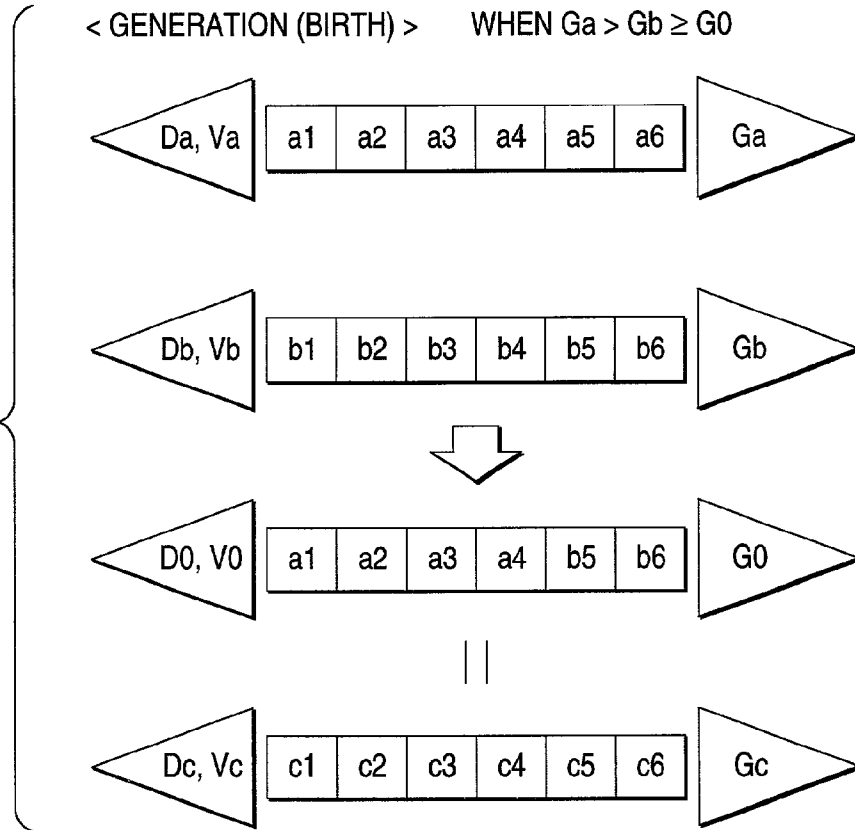 < GENERATION (BIRTH) > WHEN Ga > Gb ≥ G0
Da, Va a1 a2 a3 a4 a5 a6 Ga
Db, Vb b1 b2 b3 b4 b5 b6 Gb
D0, V0 a1 a2 a3 a4 b5 b6 G0
Dc, Vc c1 c2 c3 c4 c5 c6 Gc